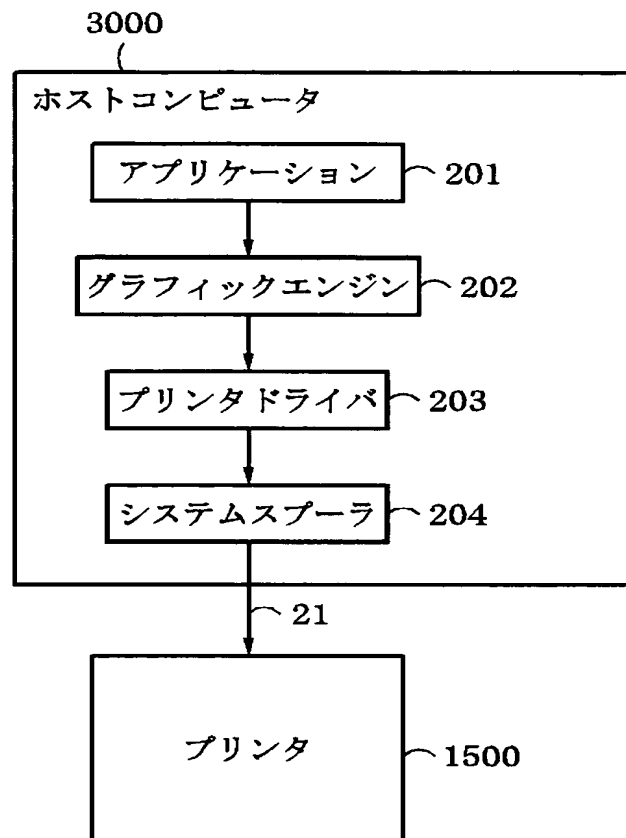 3000
ホストコンピュータ
アプリケーション 201
グラフィックエンジン 202
プリンタドライバ 203
システムスプーラ 204
21
プリンタ 1500